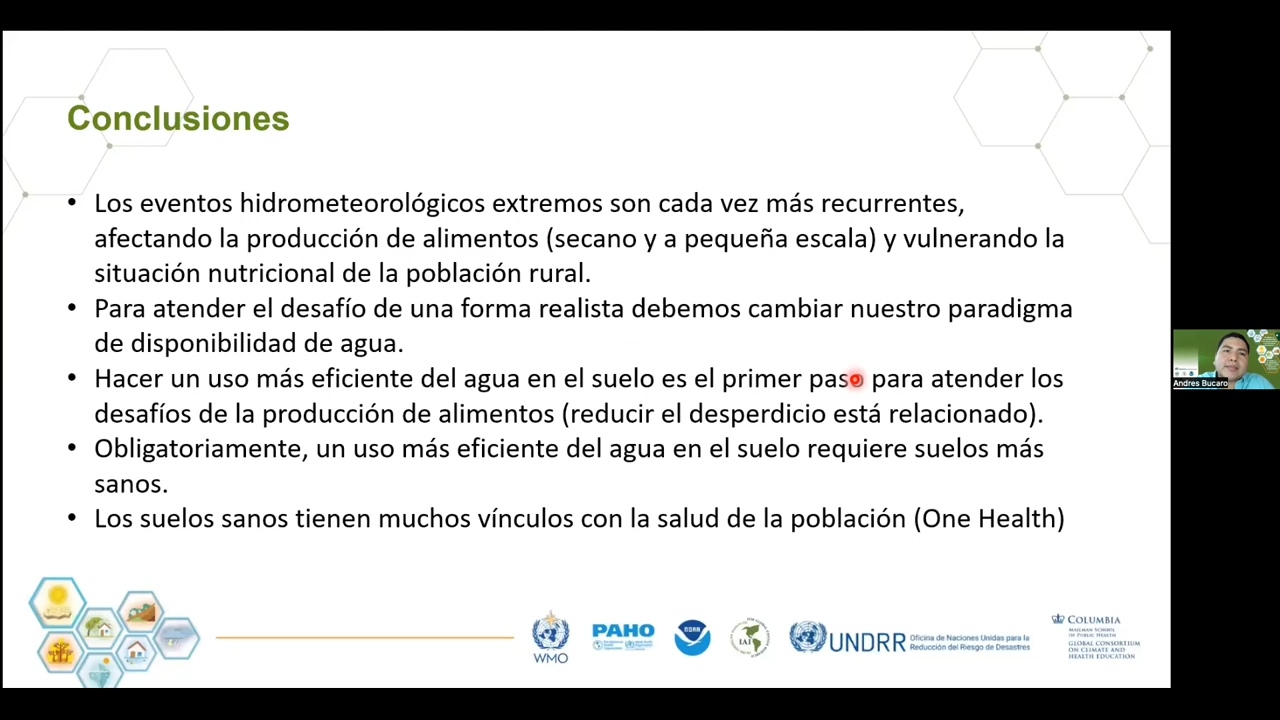 Conclusiones
• Los eventos hidrometeorológicos extremos son cada vez más recurrentes,
afectando la producción de alimentos (secano y a pequeña escala) y vulnerando la
situación nutricional de la población rural.
• Para atender el desafío de una forma realista debemos cambiar nuestro paradigma
de disponibilidad de agua.
• Hacer un uso más eficiente del agua en el suelo es el primer paso para atender los
desafíos de la producción de alimentos (reducir el desperdicio está relacionado).
• Obligatoriamente, un uso más eficiente del agua en el suelo requiere suelos más
sanos.
• Los suelos sanos tienen muchos vínculos con la salud de la población (One Health)
Andres Bucaro
WMO
PAHO
NOAA
IAI
UNDRR
Oficina de Naciones Unidas para la
Reducción del Riesgo de Desastres
COLUMBIA
MAILMAN SCHOOL
OF PUBLIC HEALTH
GLOBAL CONSORTIUM
ON CLIMATE AND
HEALTH EDUCATION